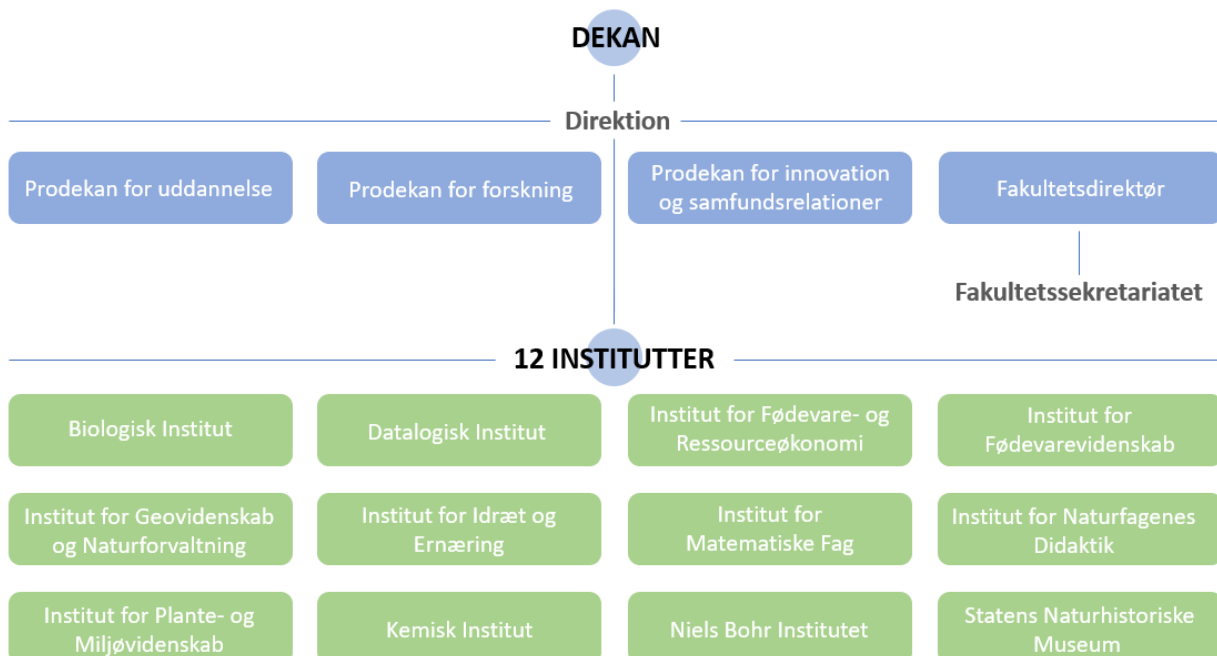 DEKAN
Direktion
Prodekan for uddannelse
Prodekan for forskning
Prodekan for innovation
og samfundsrelationer
Fakultetsdirektør
Fakultetssekretariatet
12 INSTITUTTER
Biologisk Institut
Datalogisk Institut
Institut for Fødevare- og
Ressourceøkonomi
Institut for
Fødevarevidenskab
Institut for Geovidenskab
og Naturforvaltning
Institut for Idræt og
Ernæring
Institut for
Matematiske Fag
Institut for Naturfagenes
Didaktik
Institut for Plante- og
Miljøvidenskab
Kemisk Institut
Niels Bohr Institutet
Statens Naturhistoriske
Museum